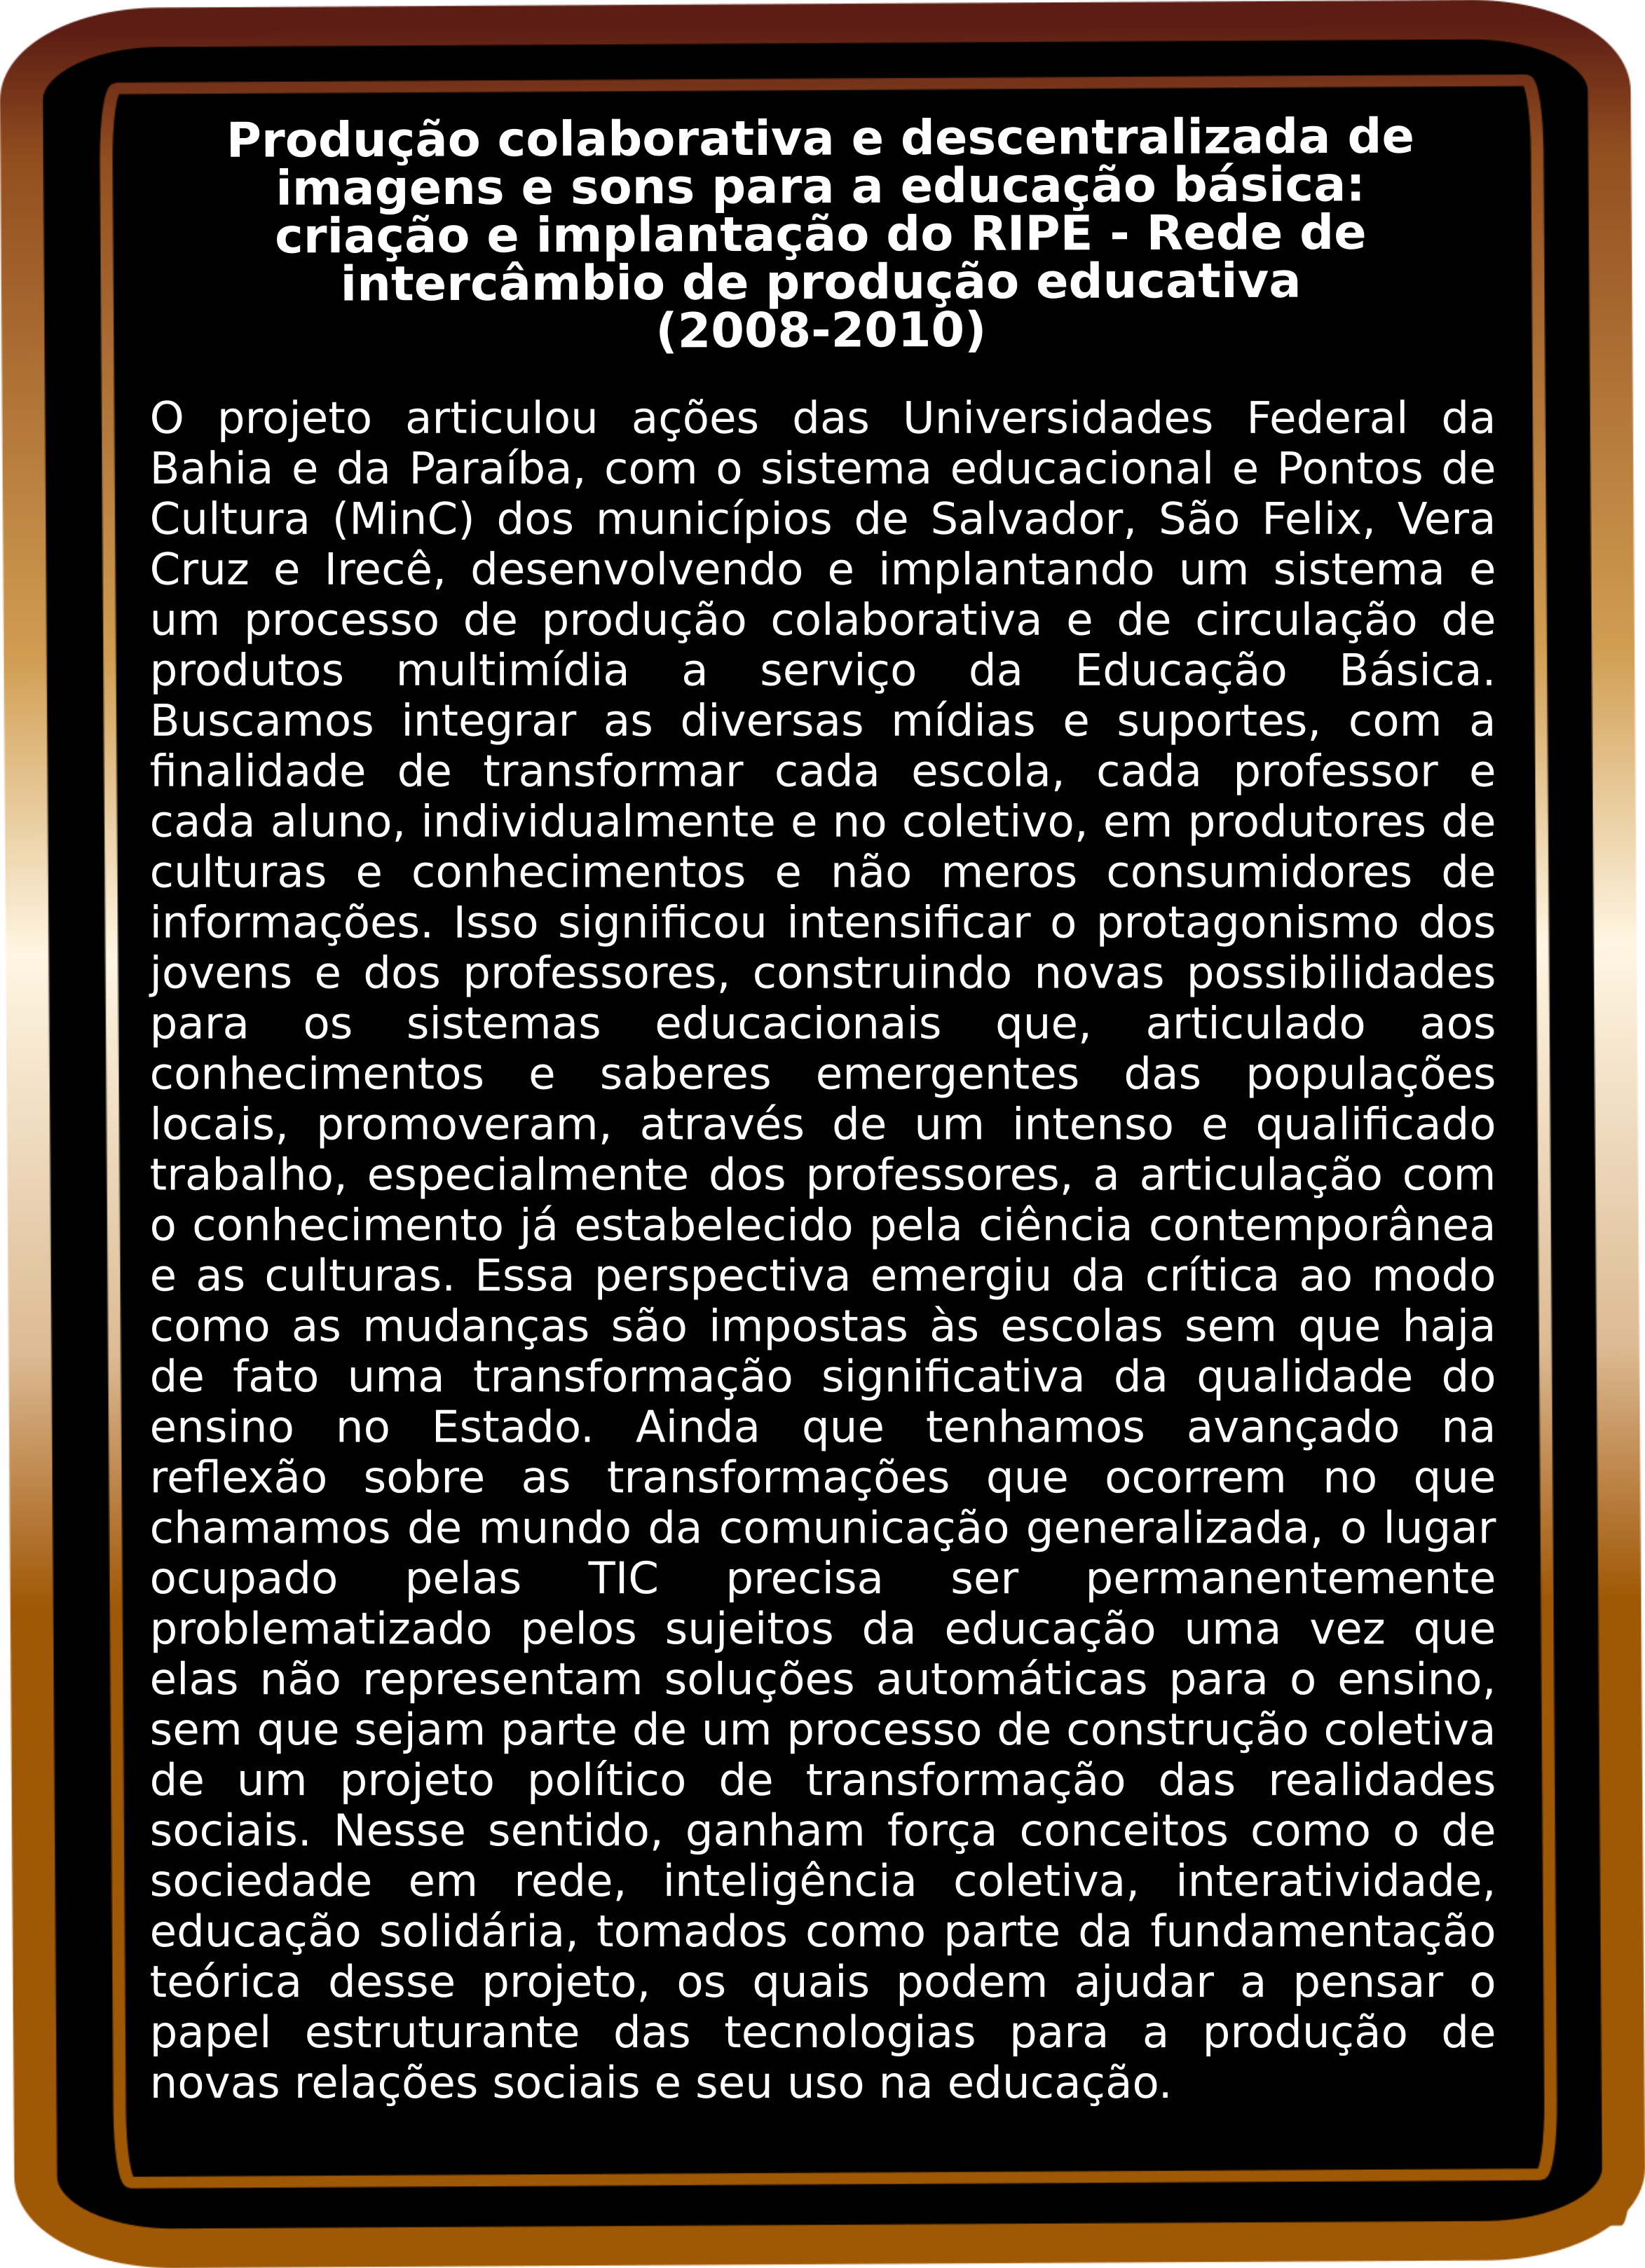 Produção colaborativa e descentralizada de
imagens e sons para a educação básica:
criação e implantação do RIPE - Rede de
intercâmbio de produção educativa
(2008-2010)
O projeto articulou ações das Universidades Federal da
Bahia e da Paraíba, com o sistema educacional e Pontos de
Cultura (MinC) dos municípios de Salvador, São Felix, Vera
Cruz e Irecê, desenvolvendo e implantando um sistema e
um processo de produção colaborativa e de circulação de
produtos multimídia a serviço da Educação Básica.
Buscamos integrar as diversas mídias e suportes, com a
finalidade de transformar cada escola, cada professor e
cada aluno, individualmente e no coletivo, em produtores de
culturas e conhecimentos e não meros consumidores de
informações. Isso significou intensificar o protagonismo dos
jovens e dos professores, construindo novas possibilidades
para os sistemas educacionais que, articulado aos
conhecimentos e saberes emergentes das populações
locais, promoveram, através de um intenso e qualificado
trabalho, especialmente dos professores, a articulação com
o conhecimento já estabelecido pela ciência contemporânea
e as culturas. Essa perspectiva emergiu da crítica ao modo
como as mudanças são impostas às escolas sem que haja
de fato uma transformação significativa da qualidade do
ensino no Estado. Ainda que tenhamos avançado na
reflexão sobre as transformações que ocorrem no que
chamamos de mundo da comunicação generalizada, o lugar
ocupado pelas TIC precisa ser permanentemente
problematizado pelos sujeitos da educação uma vez que
elas não representam soluções automáticas para o ensino,
sem que sejam parte de um processo de construção coletiva
de um projeto político de transformação das realidades
sociais. Nesse sentido, ganham força conceitos como o de
sociedade em rede, inteligência coletiva, interatividade,
educação solidária, tomados como parte da fundamentação
teórica desse projeto, os quais podem ajudar a pensar o
papel estruturante das tecnologias para a produção de
novas relações sociais e seu uso na educação.